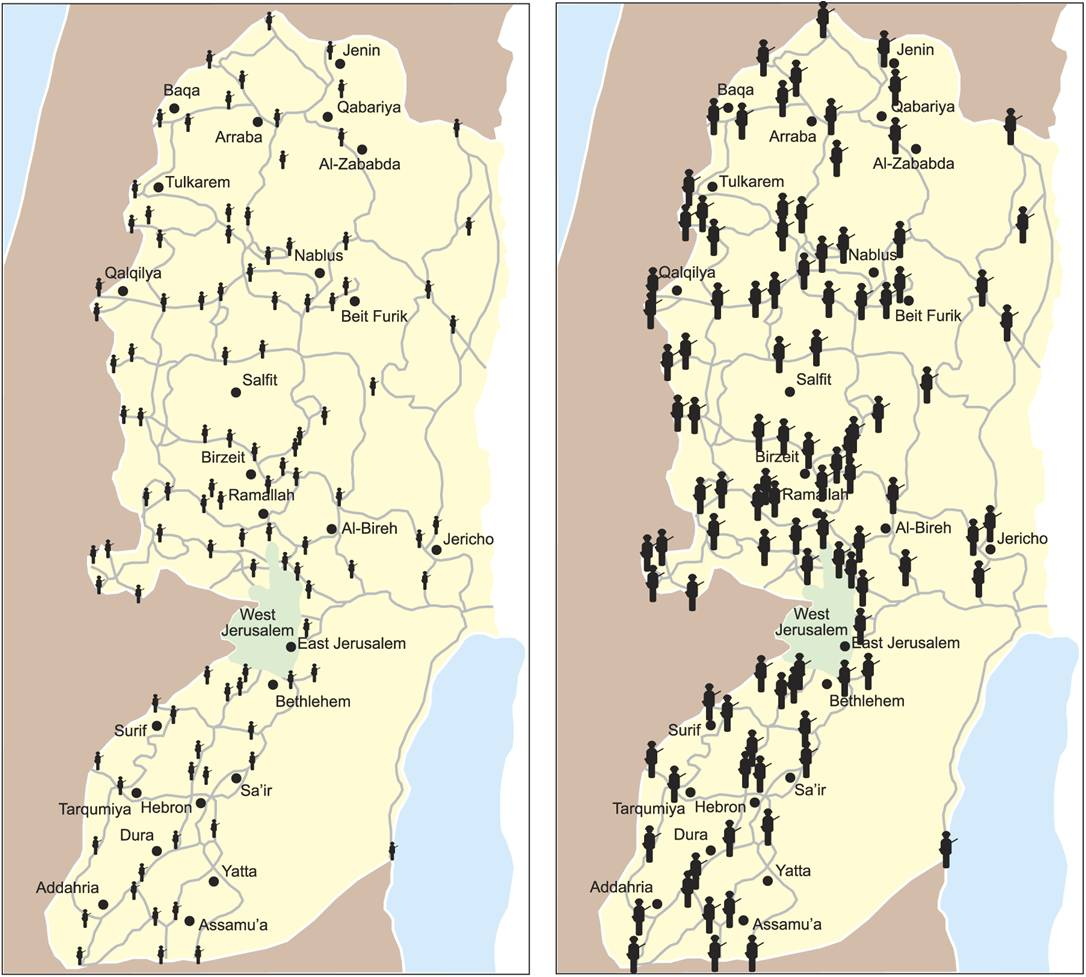 Jenin
Baqa
Qabariya
Arraba
Al-Zababda
Tulkarem
Nablus
Qalqilya
Beit Furik
Salfit
Birzeit
Ramallah
Al-Bireh
Jericho
West
Jerusalem
East Jerusalem
Bethlehem
Surif
Sa’ir
Tarqumiya
Hebron
Dura
Yatta
Addahria
Assamu’a
Jenin
Baqa
Qabariya
Arraba
Al-Zababda
Tulkarem
Nablus
Qalqilya
Beit Furik
Salfit
Birzeit
Ramallah
Al-Bireh
Jericho
West
Jerusalem
East Jerusalem
Bethlehem
Surif
Sa’ir
Tarqumiya
Hebron
Dura
Yatta
Addahria
Assamu’a